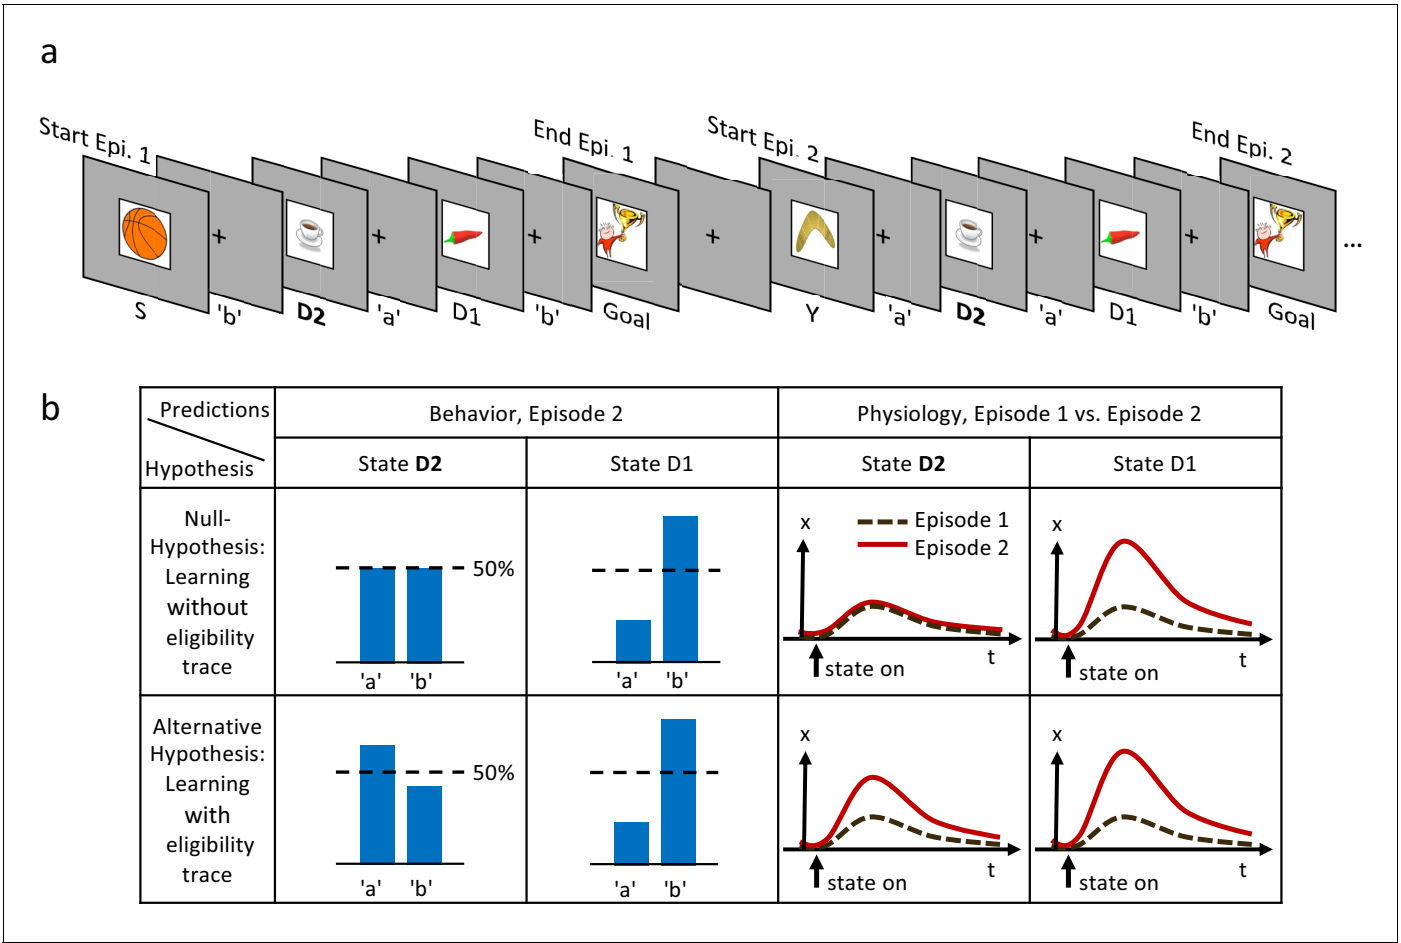 a
Start Epi. 1
End Epi. 1
Start Epi. 2
End Epi. 2
+ + + + + + +
...
S 'b' D2 'a' D1 'b' Goal Y 'a' D2 'a' D1 'b' Goal
b
Predictions
Hypothesis
Behavior, Episode 2
Physiology, Episode 1 vs. Episode 2
State D2
State D1
State D2
State D1
Null-
Hypothesis:
Learning
without
eligibility
trace
50%
'a' 'b'
'a' 'b'
x
Episode 1
Episode 2
state on
t
x
state on
t
Alternative
Hypothesis:
Learning
with
eligibility
trace
50%
'a' 'b'
'a' 'b'
x
state on
t
x
state on
t